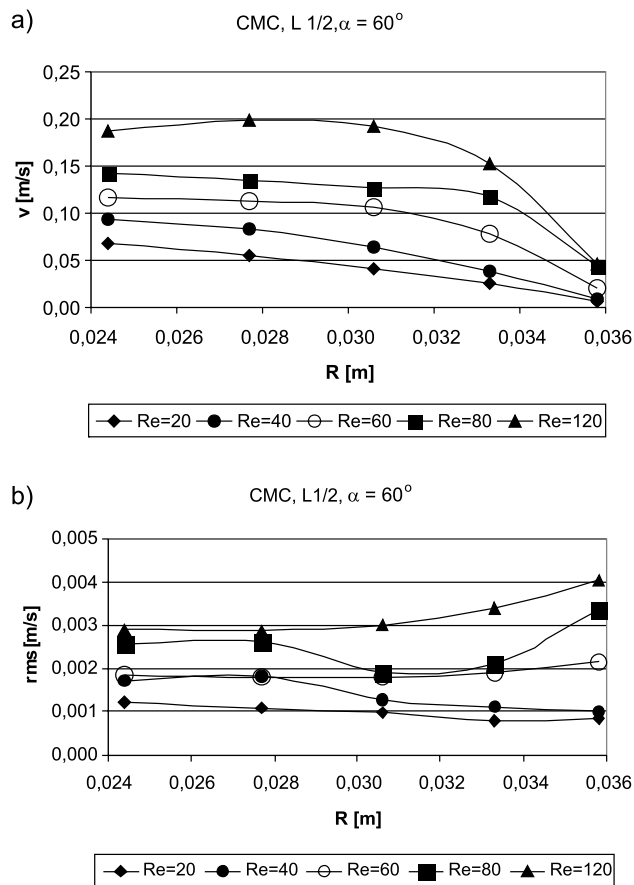 a)
CMC, L 1/2,α = 60°
0,25
0,20
0,15
0,10
0,05
0,00
v [m/s]
0,024 0,026 0,028 0,030 0,032 0,034 0,036
R [m]
Re=20 Re=40 Re=60 Re=80 Re=120
b)
CMC, L1/2, α = 60°
0,005
0,004
0,003
0,002
0,001
0,000
rms [m/s]
0,024 0,026 0,028 0,030 0,032 0,034 0,036
R [m]
Re=20 Re=40 Re=60 Re=80 Re=120